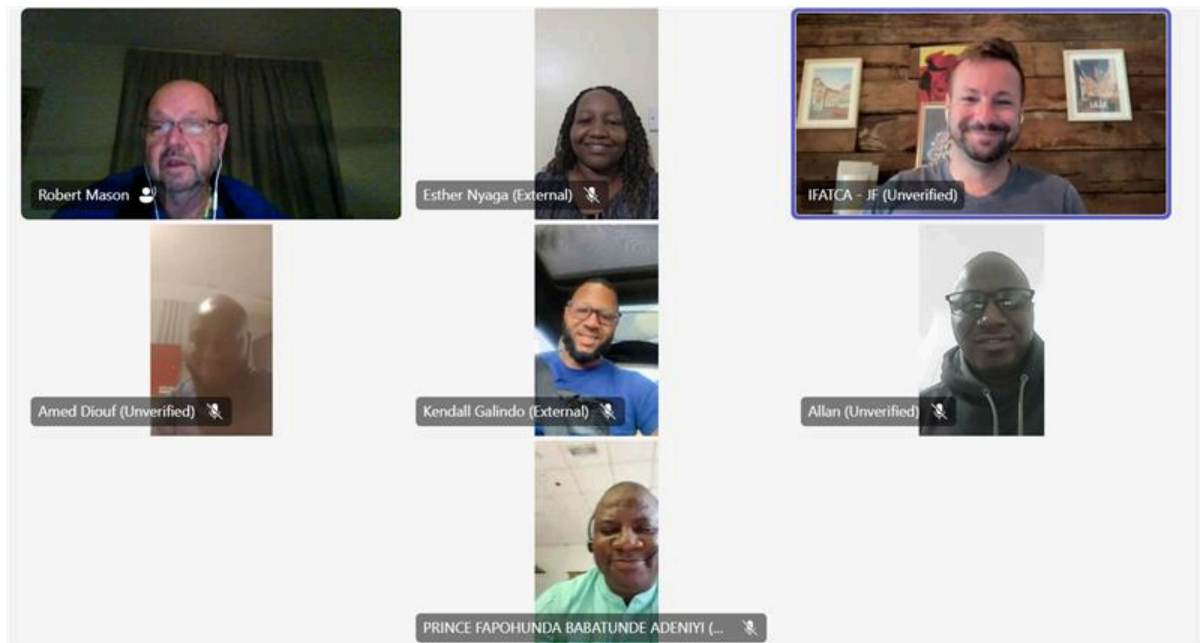 Robert Mason
Esther Nyaga (External)
IFATCA - JF (Unverified)
LILLE
Amed Diouf (Unverified)
Kendall Galindo (External)
Allan (Unverified)
PRINCE FAPOHUNDA BABATUNDE ADENIYI (...